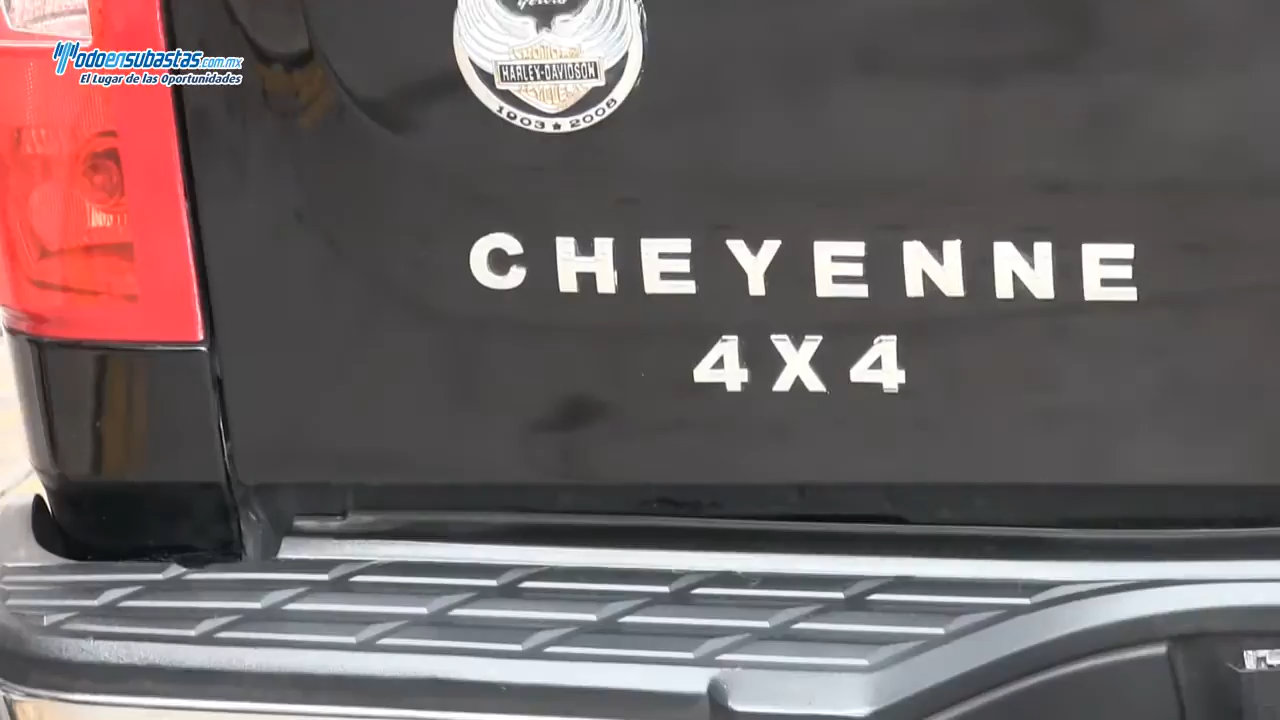 Todoensubastas.com.mx
El Lugar de las Oportunidades
HARLEY-DAVIDSON
1903 ★ 2008
CHEYENNE
4X4